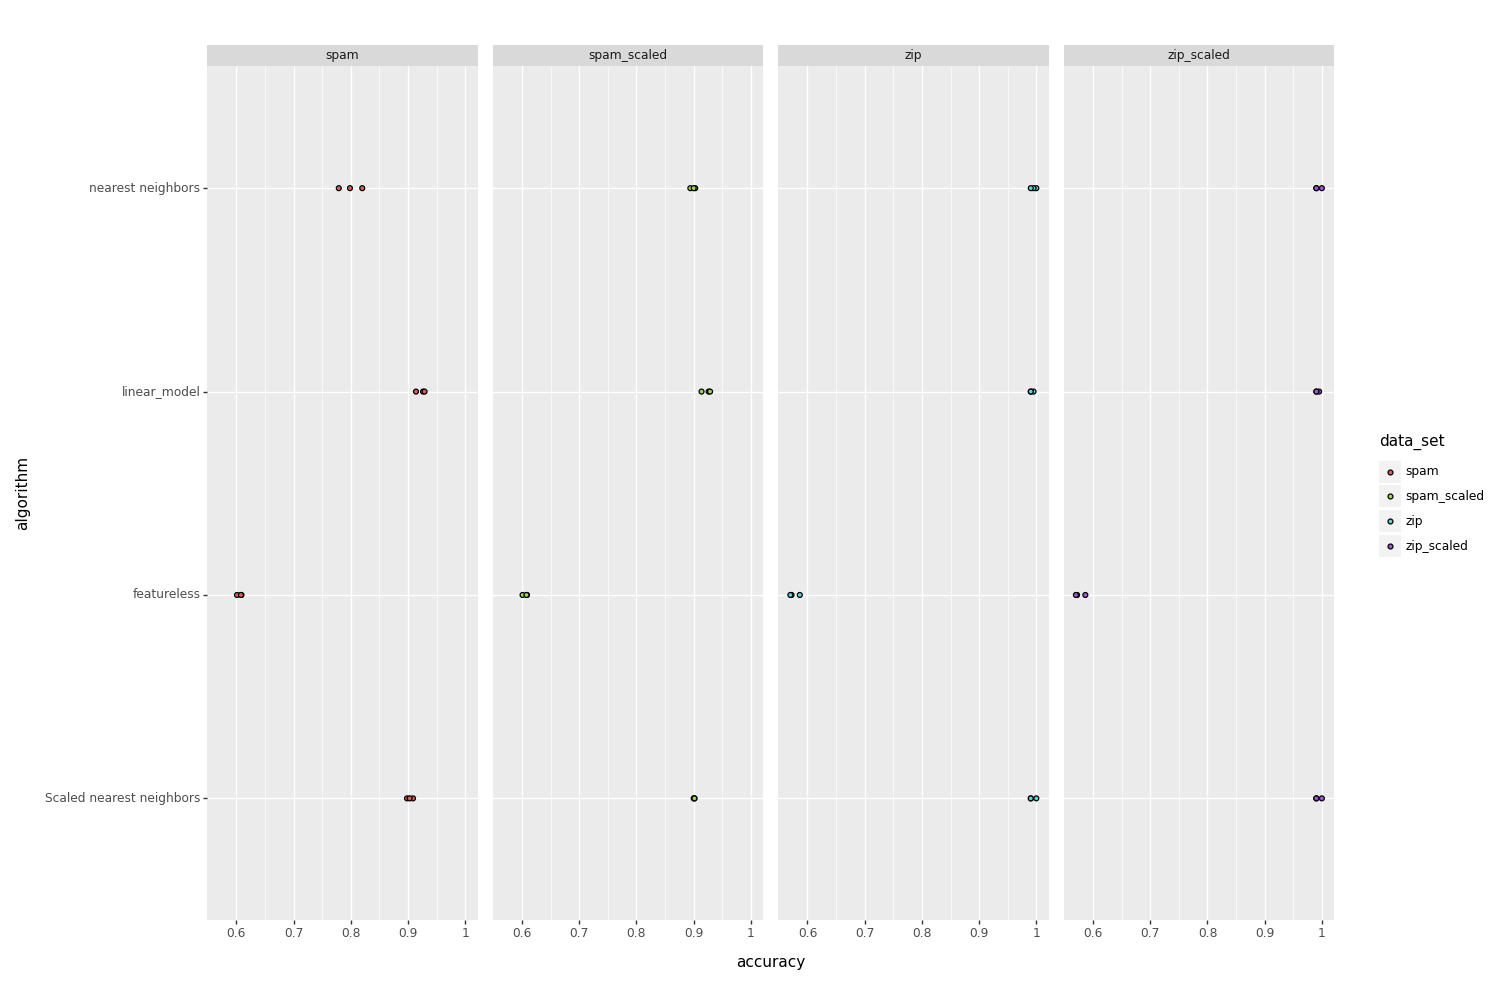 spam
spam_scaled
zip
zip_scaled
nearest neighbors
linear_model
featureless
Scaled nearest neighbors
algorithm
0.6 0.7 0.8 0.9 1
0.6 0.7 0.8 0.9 1
0.6 0.7 0.8 0.9 1
0.6 0.7 0.8 0.9 1
accuracy
data_set
spam
spam_scaled
zip
zip_scaled